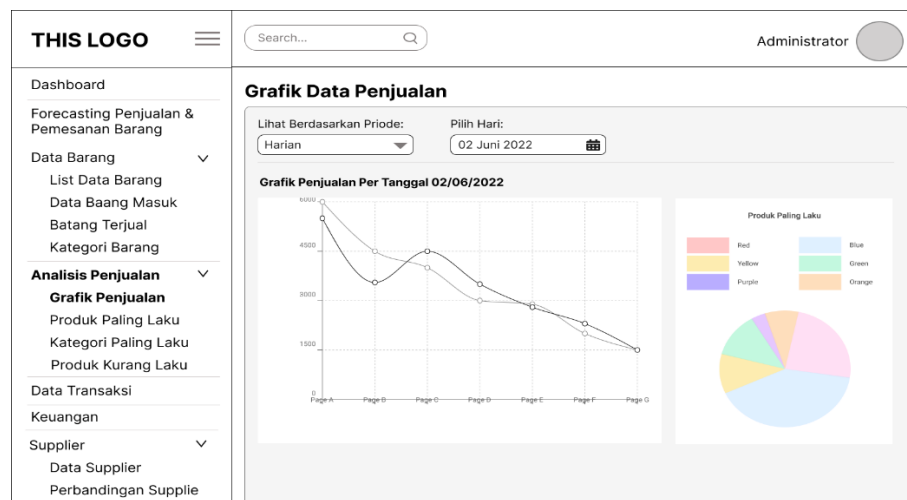 THIS LOGO
Search...
Administrator
Dashboard
Forecasting Penjualan &
Pemesanan Barang
Data Barang
List Data Barang
Data Baang Masuk
Batang Terjual
Kategori Barang
Analisis Penjualan
Grafik Penjualan
Produk Paling Laku
Kategori Paling Laku
Produk Kurang Laku
Data Transaksi
Keuangan
Supplier
Data Supplier
Perbandingan Supplie
Grafik Data Penjualan
Lihat Berdasarkan Priode:
Pilih Hari:
Harian
02 Juni 2022
Grafik Penjualan Per Tanggal 02/06/2022
6000
4500
3000
1500
0
Page A
Page B
Page C
Page D
Page E
Page F
Page G
Produk Paling Laku
Red
Blue
Yellow
Green
Purple
Orange